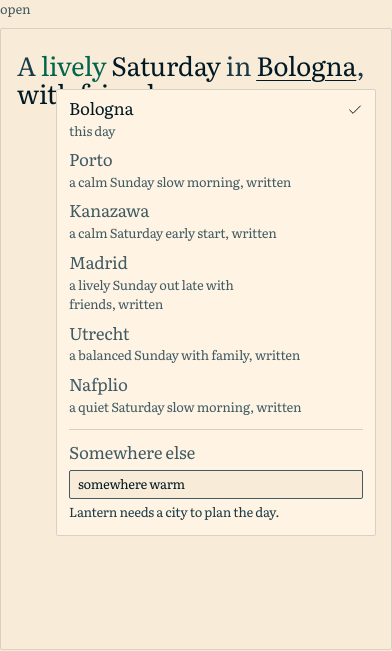 open
A lively Saturday in Bologna,
with
Bologna
this day
Porto
a calm Sunday slow morning, written
Kanazawa
a calm Saturday early start, written
Madrid
a lively Sunday out late with
friends, written
Utrecht
a balanced Sunday with family, written
Nafplio
a quiet Saturday slow morning, written
Somewhere else
somewhere warm
Lantern needs a city to plan the day.